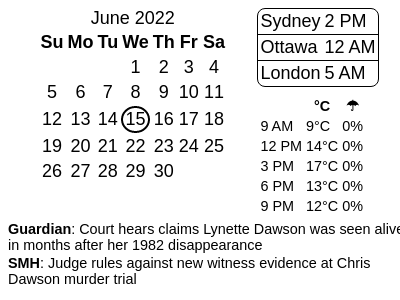 June 2022
Su Mo Tu We Th Fr Sa
1 2 3 4
5 6 7 8 9 10 11
12 13 14 15 16 17 18
19 20 21 22 23 24 25
26 27 28 29 30
Sydney 2 PM
Ottawa 12 AM
London 5 AM
°C ☂
9 AM 9°C 0%
12 PM 14°C 0%
3 PM 17°C 0%
6 PM 13°C 0%
9 PM 12°C 0%
Guardian: Court hears claims Lynette Dawson was seen alive
in months after her 1982 disappearance
SMH: Judge rules against new witness evidence at Chris
Dawson murder trial